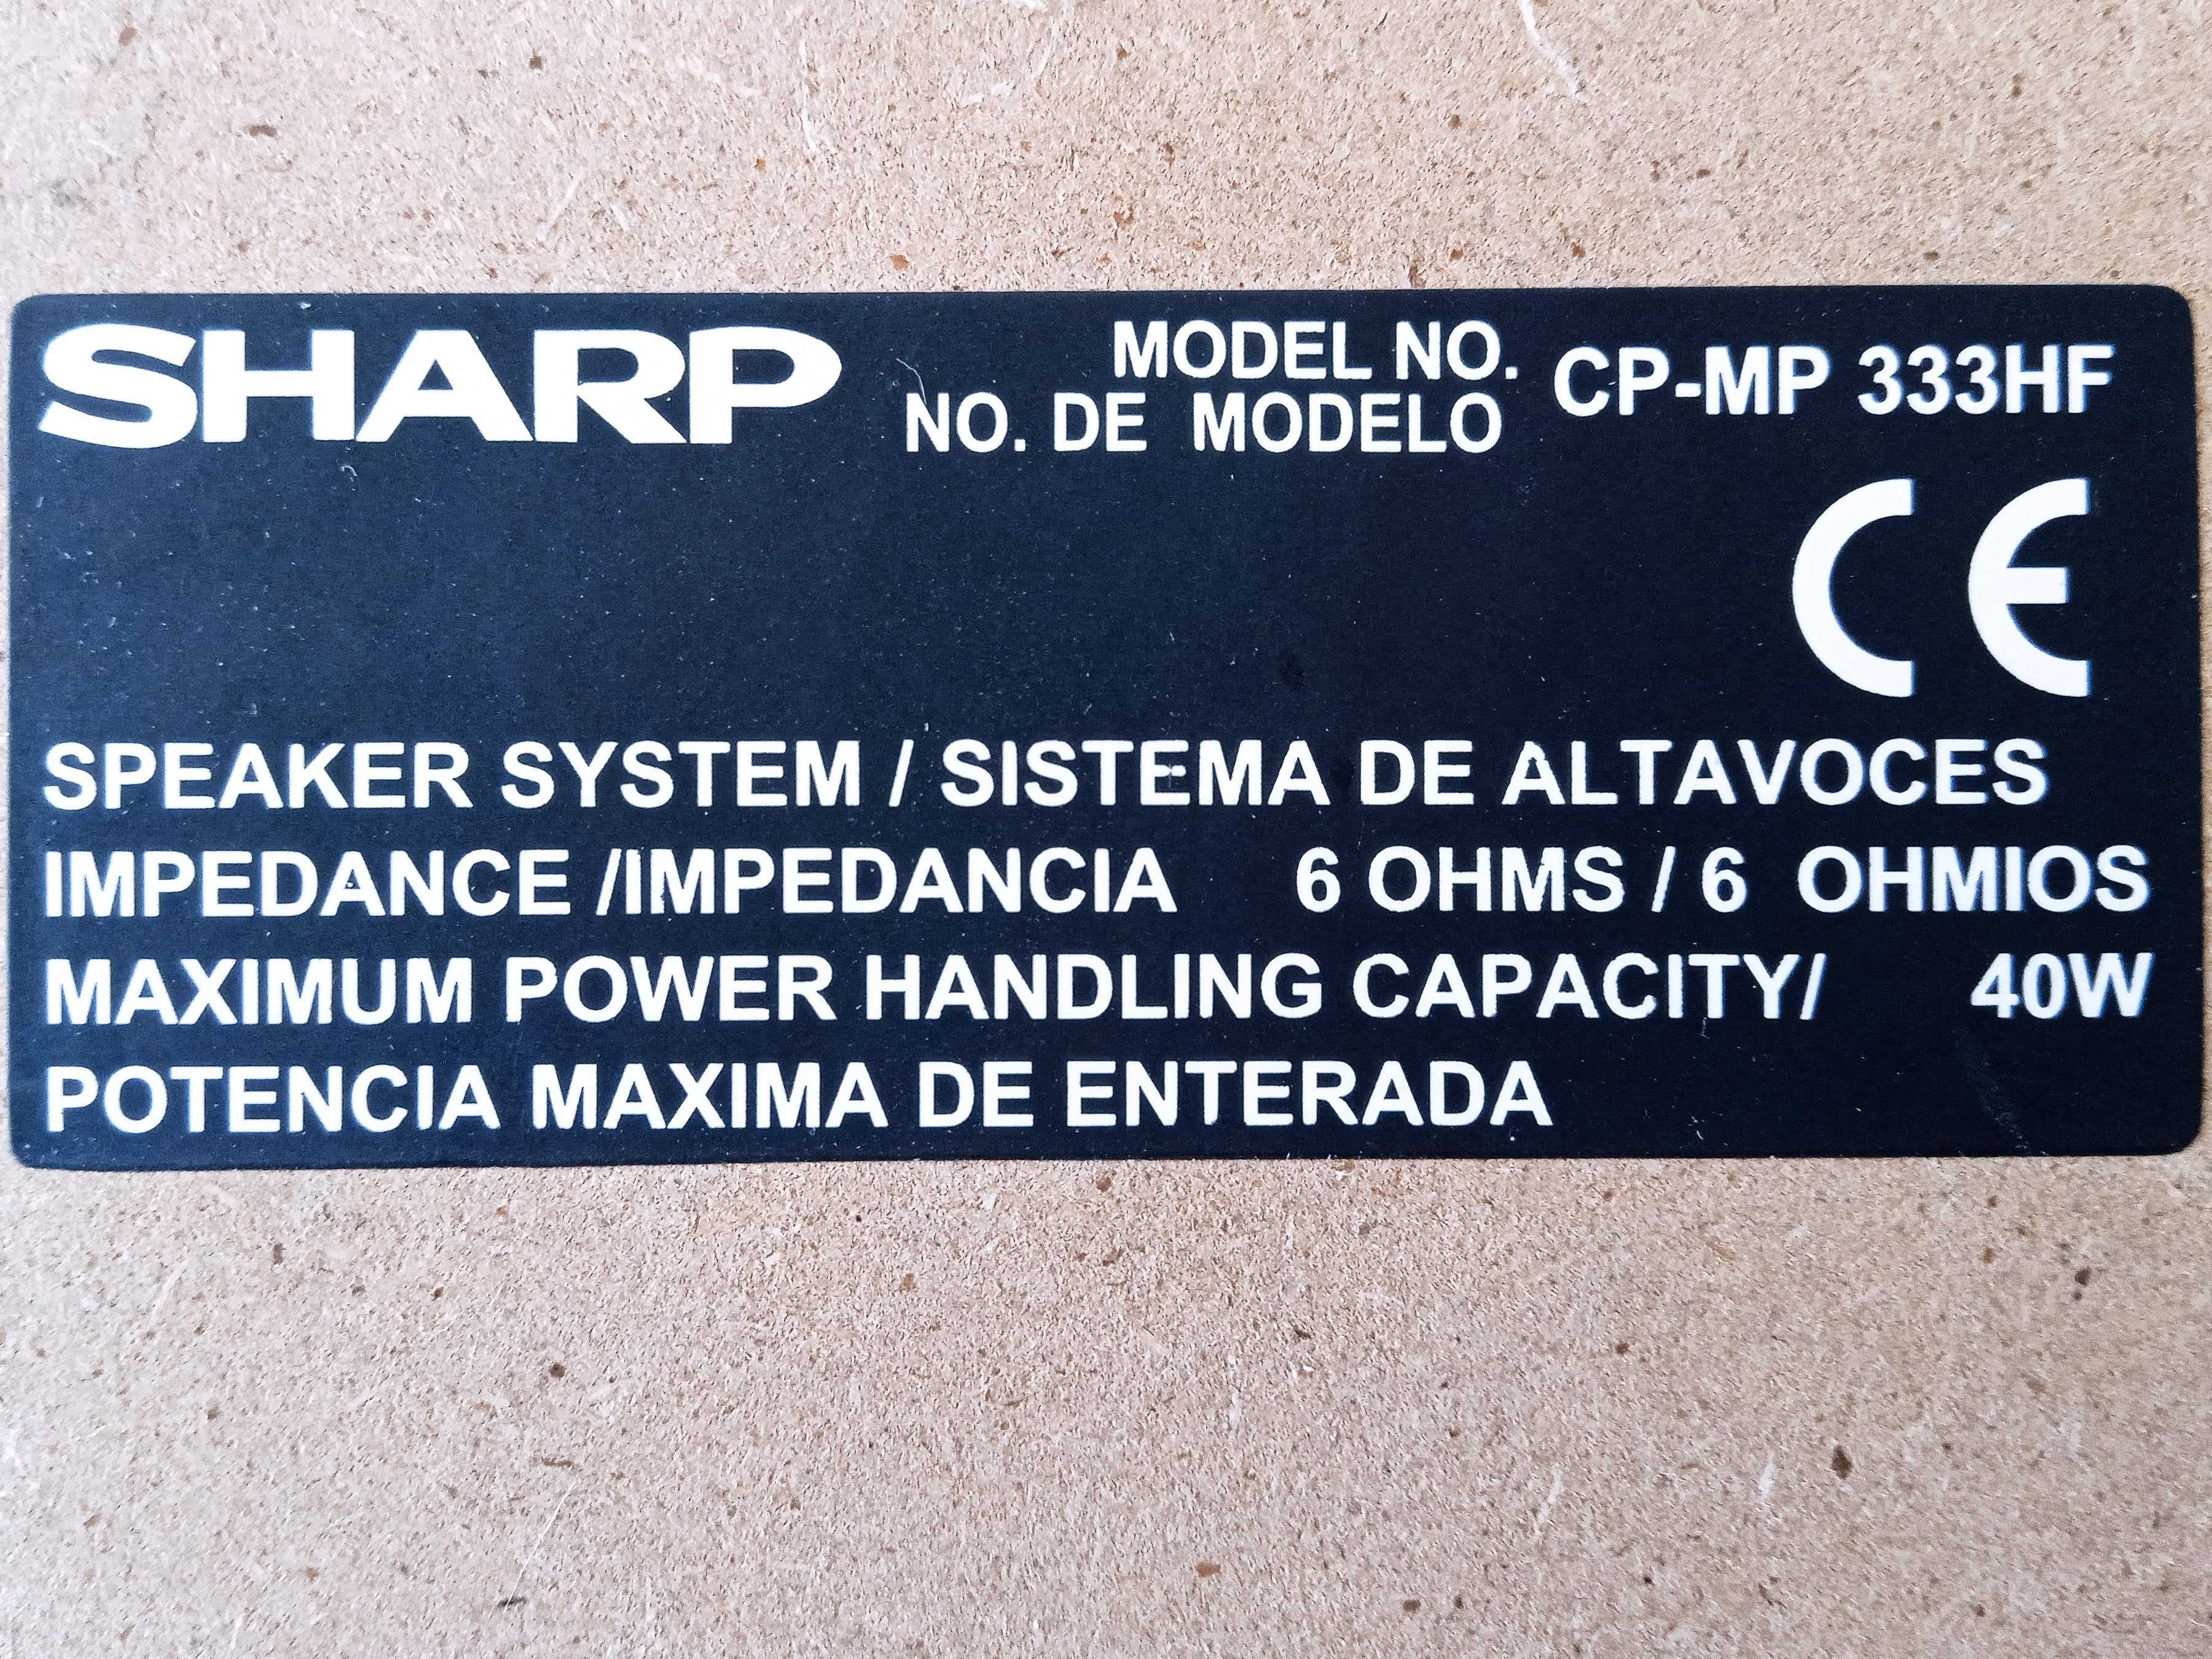 SHARP
MODEL NO.
NO. DE MODELO
CP-MP 333HF
CE
SPEAKER SYSTEM / SISTEMA DE ALTAVOCES
IMPEDANCE /IMPEDANCIA 6 OHMS / 6 OHMIOS
MAXIMUM POWER HANDLING CAPACITY/ 40W
POTENCIA MAXIMA DE ENTERADA